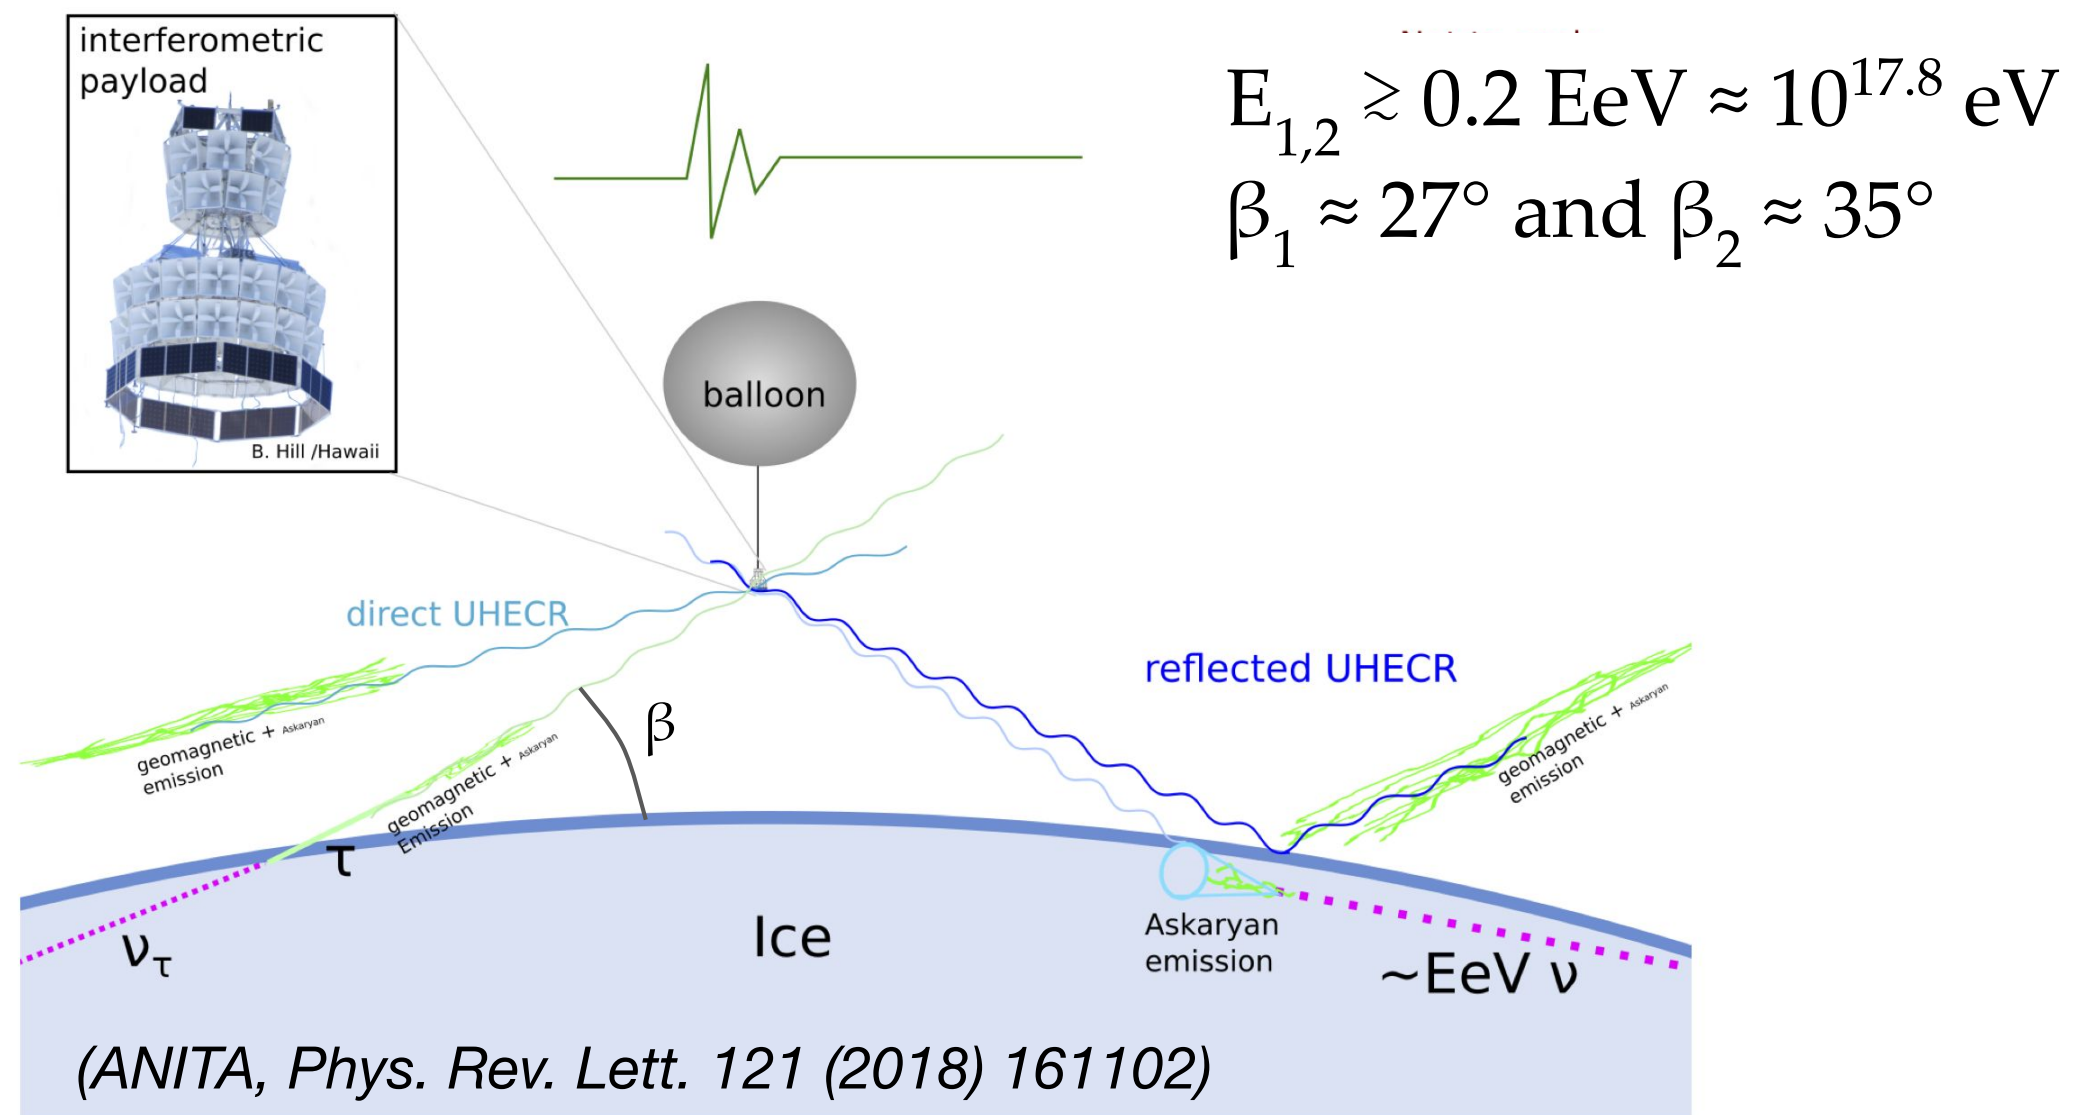 interferometric
payload
B. Hill /Hawaii
E1,2 ≳ 0.2 EeV ≈ 10^17.8 eV
β1 ≈ 27° and β2 ≈ 35°
balloon
direct UHECR
reflected UHECR
β
geomagnetic + Askaryan
emission
geomagnetic + Askaryan
Emission
geomagnetic + Askaryan
emission
τ
ντ
Ice
Askaryan
emission
~EeV ν
(ANITA, Phys. Rev. Lett. 121 (2018) 161102)